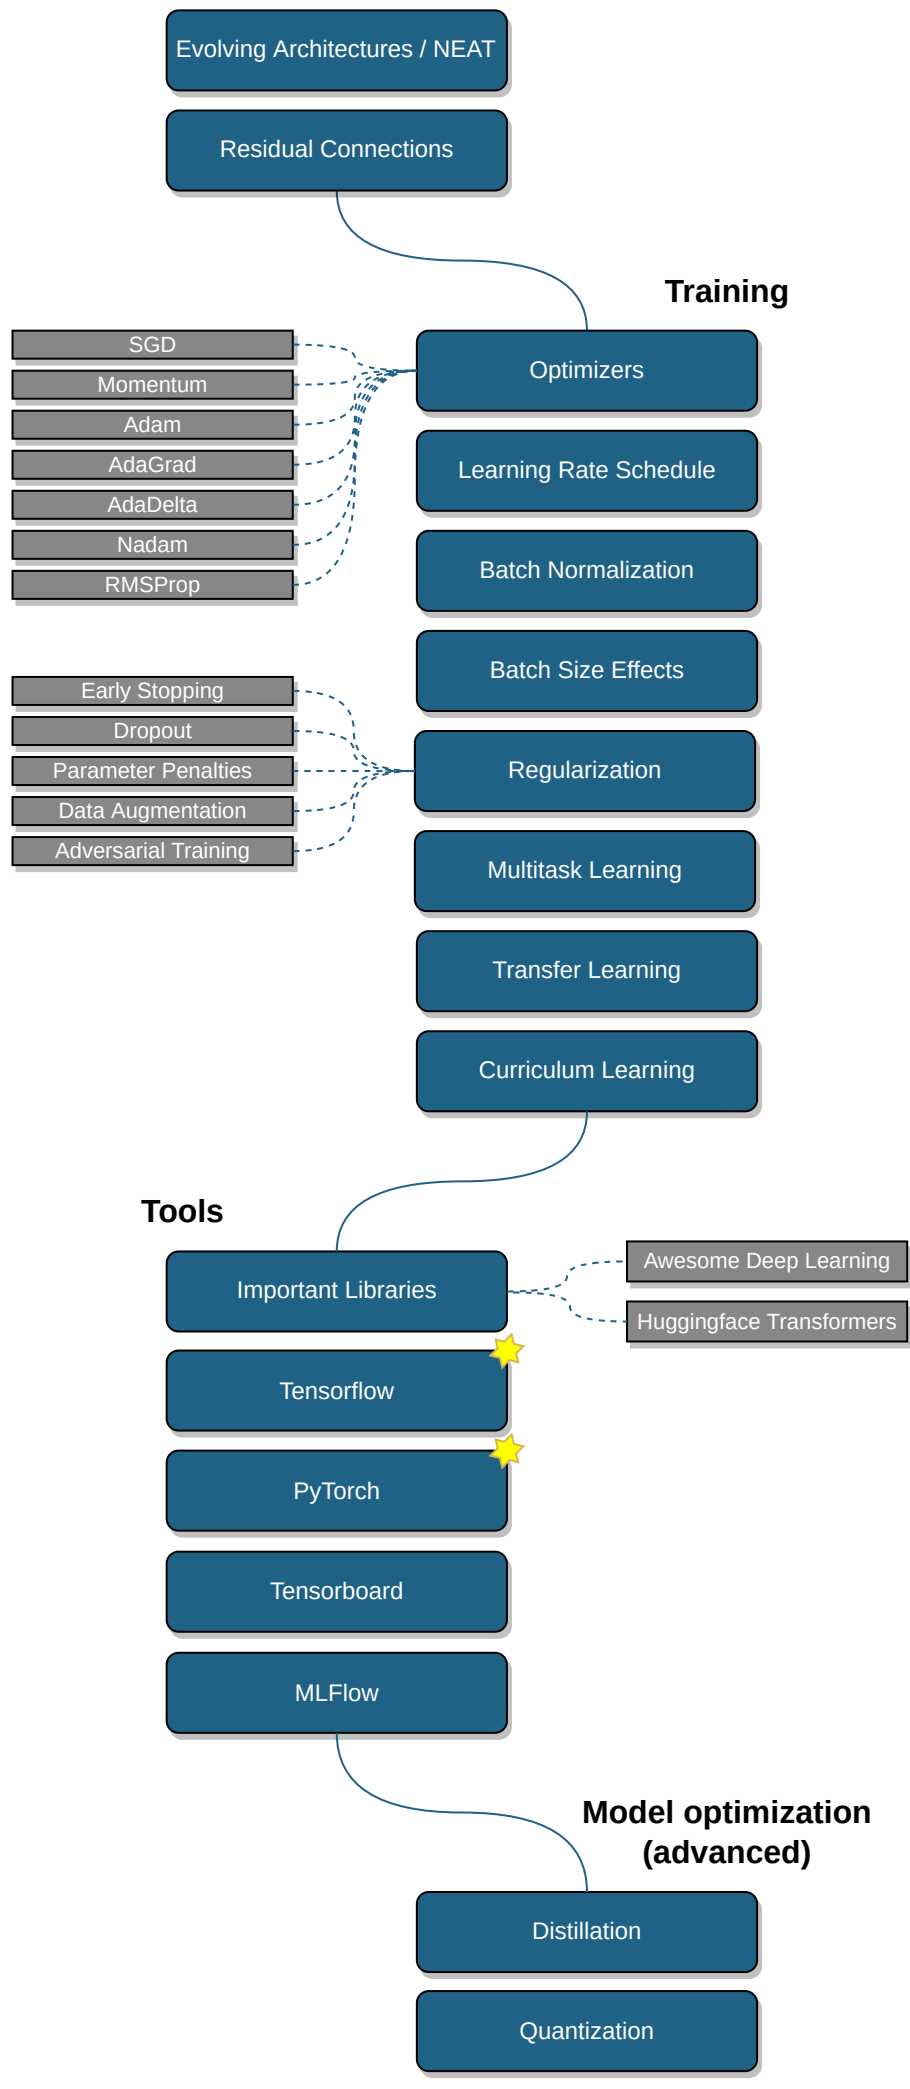 Evolving Architectures / NEAT
Residual Connections
Training
Optimizers
SGD
Momentum
Adam
AdaGrad
AdaDelta
Nadam
RMSProp
Learning Rate Schedule
Batch Normalization
Batch Size Effects
Regularization
Early Stopping
Dropout
Parameter Penalties
Data Augmentation
Adversarial Training
Multitask Learning
Transfer Learning
Curriculum Learning
Tools
Important Libraries
Awesome Deep Learning
Huggingface Transformers
Tensorflow
PyTorch
Tensorboard
MLFlow
Model optimization
(advanced)
Distillation
Quantization